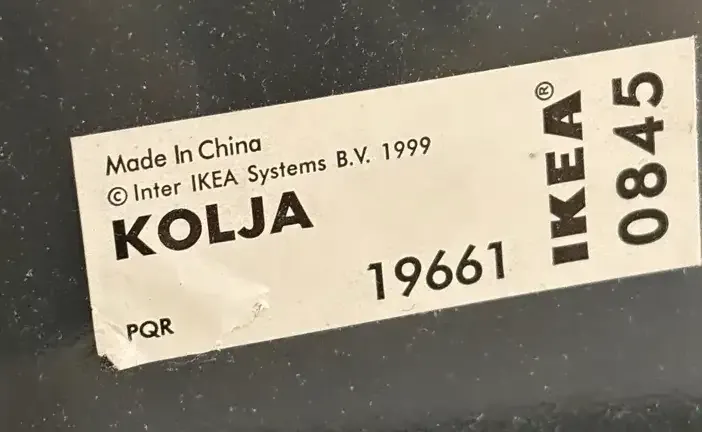 Made In China
© Inter IKEA Systems B.V. 1999
KOLJA
19661
PQR
IKEA®
0845